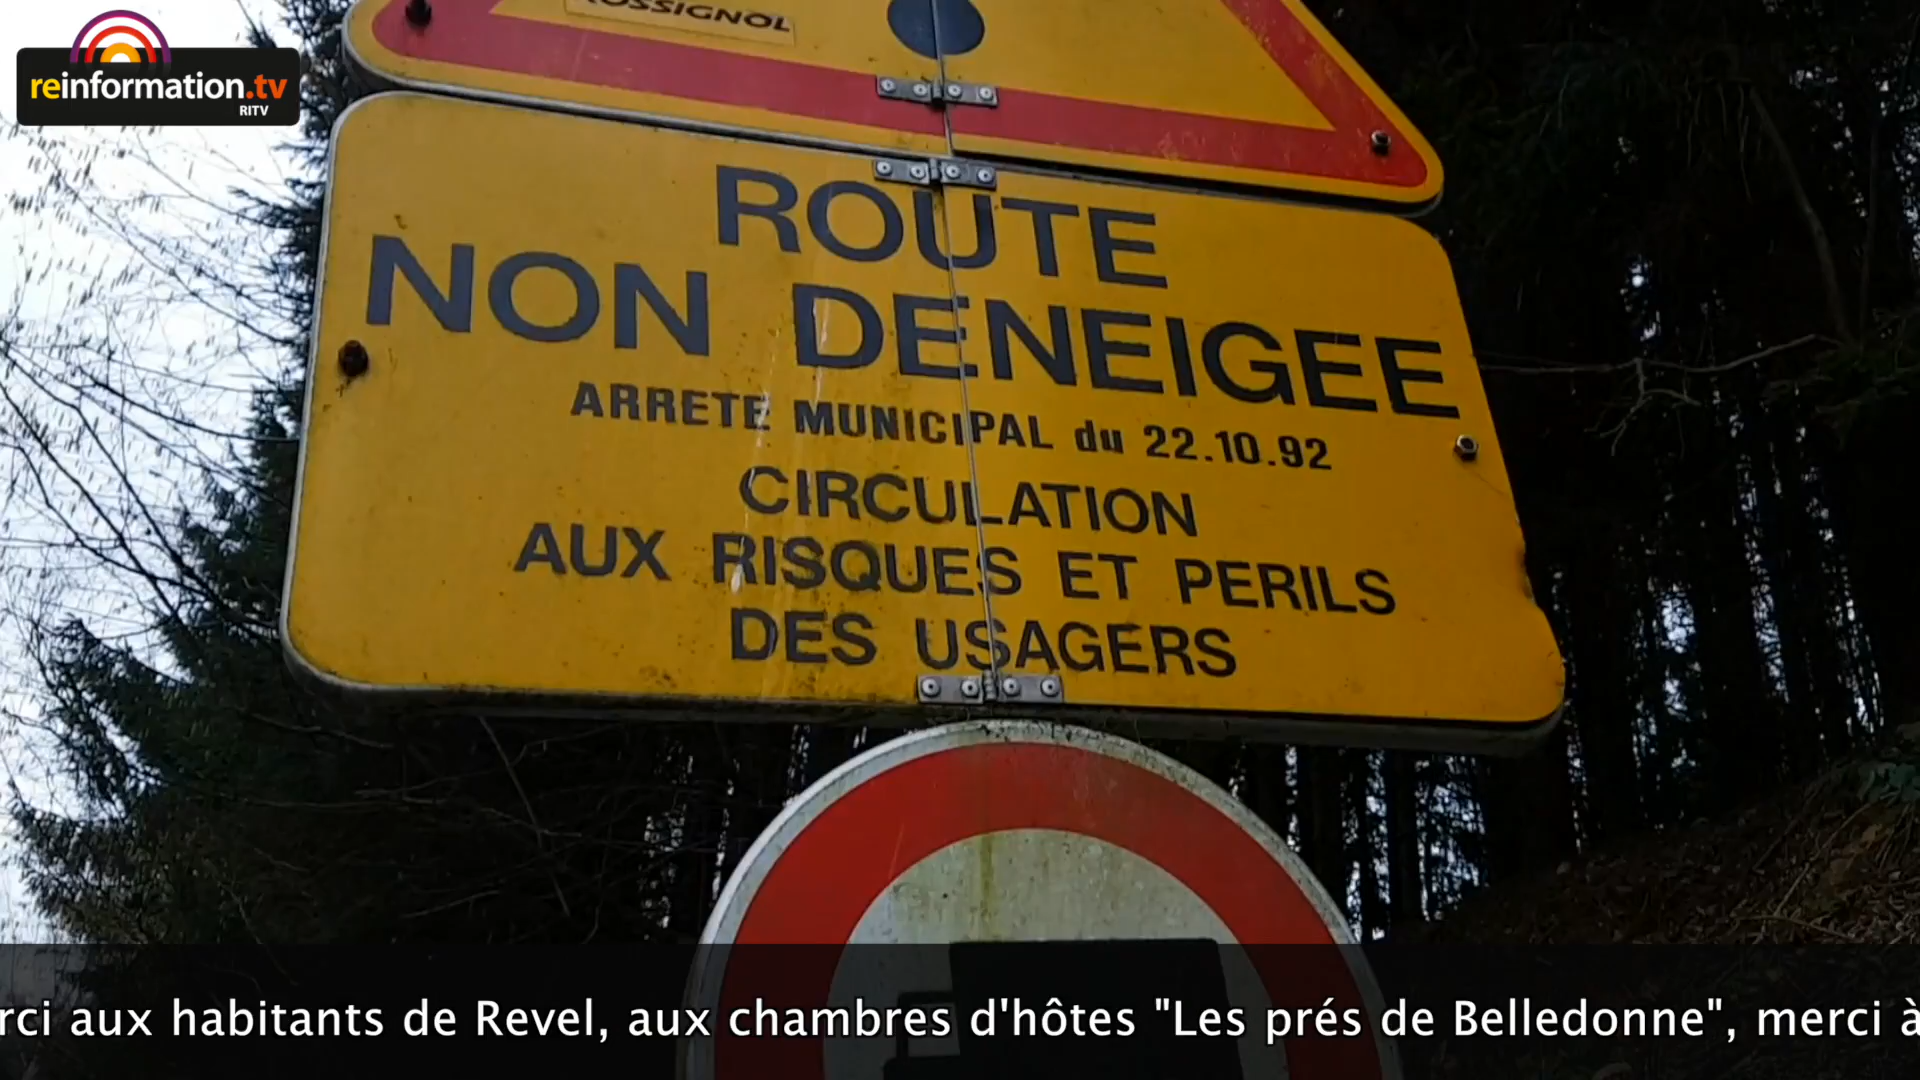 reinformation.tv
RITV
ROSSIGNOL
ROUTE
NON DENEIGEE
ARRETE MUNICIPAL du 22.10.92
CIRCULATION
AUX RISQUES ET PERILS
DES USAGERS
rci aux habitants de Revel, aux chambres d'hôtes "Les prés de Belledonne", merci à